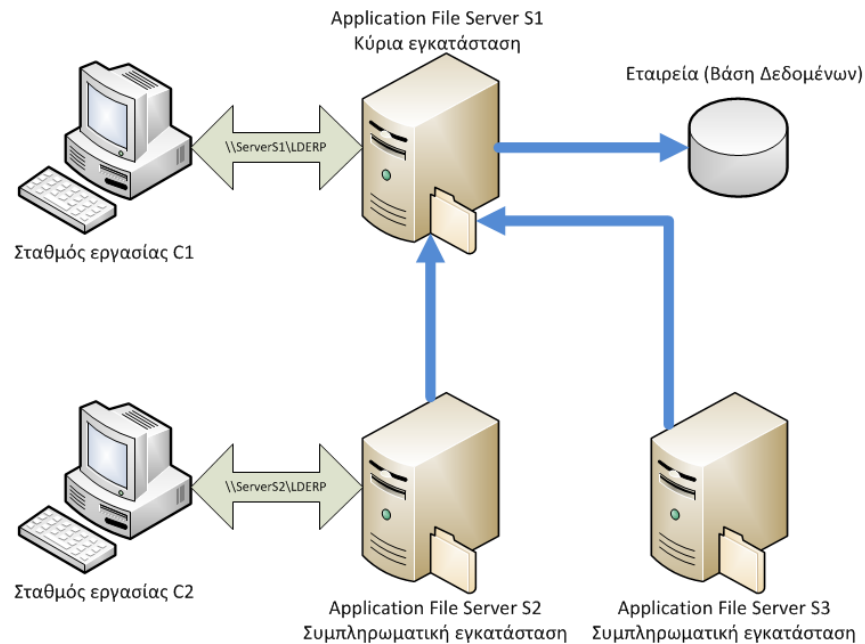 Application File Server S1
Κύρια εγκατάσταση
Εταιρεία (Βάση Δεδομένων)
\\ServerS1\LDERP
Σταθμός εργασίας C1
\\ServerS2\LDERP
Σταθμός εργασίας C2
Application File Server S2
Συμπληρωματική εγκατάσταση
Application File Server S3
Συμπληρωματική εγκατάσταση